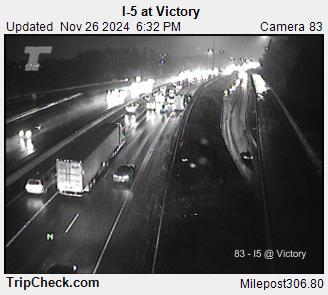 I-5 at Victory
Updated Nov 26 2024 6:32 PM Camera 83
T
N
83 - I5 @ Victory
TripCheck.com Milepost306.80